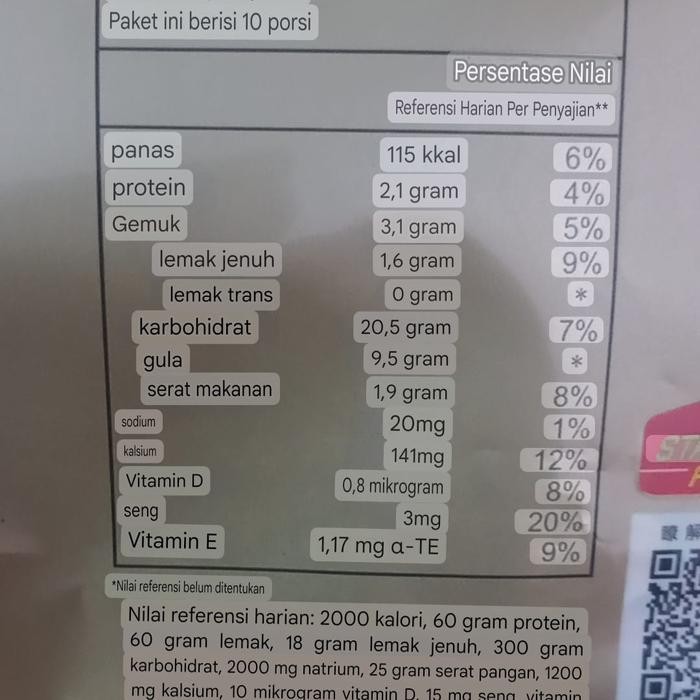 Paket ini berisi 10 porsi
Persentase Nilai
Referensi Harian Per Penyajian**
panas 115 kkal 6%
protein 2,1 gram 4%
Gemuk 3,1 gram 5%
lemak jenuh 1,6 gram 9%
lemak trans 0 gram *
karbohidrat 20,5 gram 7%
gula 9,5 gram *
serat makanan 1,9 gram 8%
sodium 20mg 1%
kalsium 141mg 12%
Vitamin D 0,8 mikrogram 8%
seng 3mg 20%
Vitamin E 1,17 mg α-TE 9%
*Nilai referensi belum ditentukan
Nilai referensi harian: 2000 kalori, 60 gram protein,
60 gram lemak, 18 gram lemak jenuh, 300 gram
karbohidrat, 2000 mg natrium, 25 gram serat pangan, 1200
mg kalsium, 10 mikrogram vitamin D, 15 mg seng, vitamin
瞭解